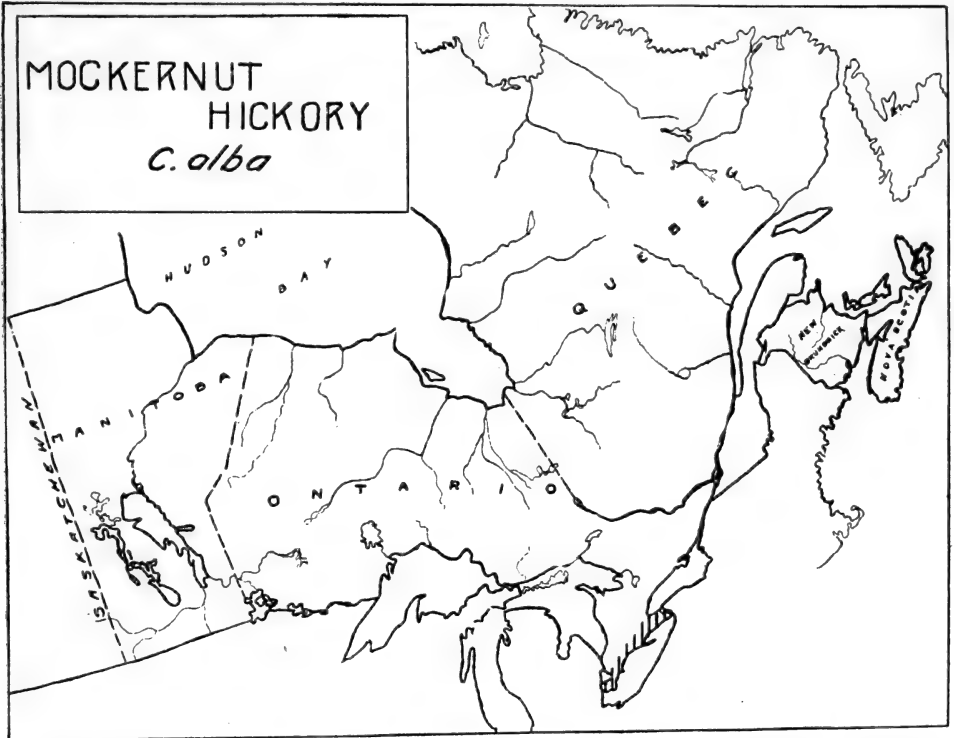 MOCKERNUT
HICKORY
C. alba
HUDSON
BAY
QUEBEC
NEW
BRUNSWICK
NOVA SCOTIA
MANITOBA
SASKATCHEWAN
ONTARIO